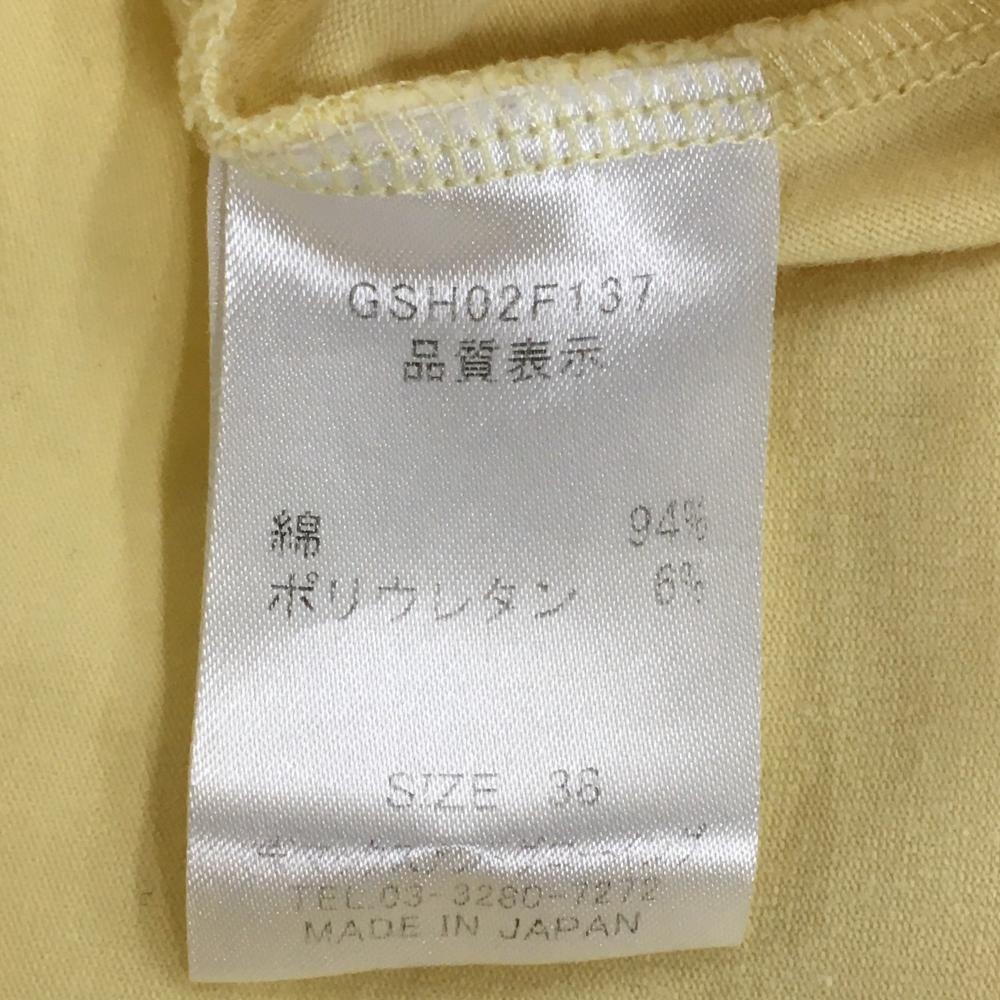 GSH02F137
品質表示
綿 94%
ポリウレタン 6%
SIZE 36
TEL.03-3280-7272
MADE IN JAPAN